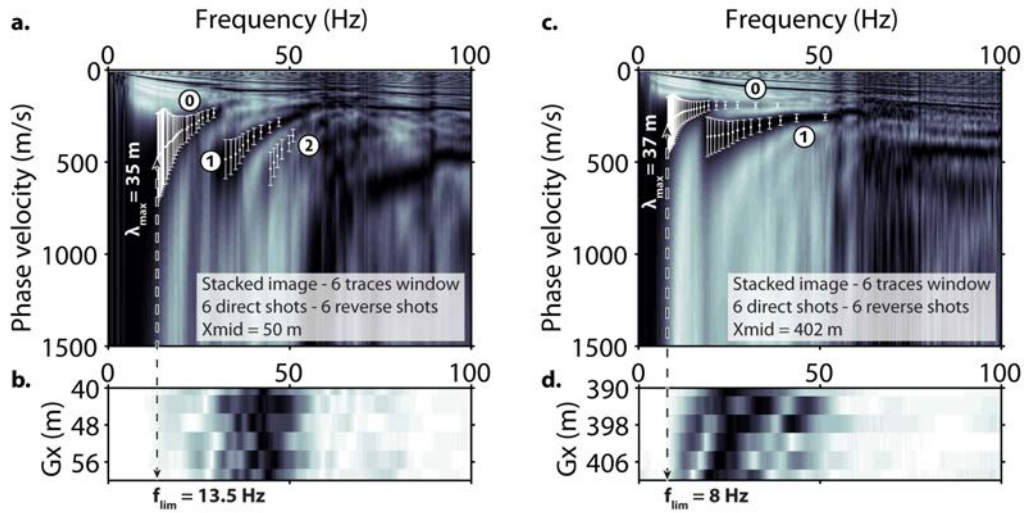 a.
Frequency (Hz)
0 50 100
0
500
1000
1500
Phase velocity (m/s)
0
1
2
λmax = 35 m
Stacked image - 6 traces window
6 direct shots - 6 reverse shots
Xmid = 50 m
b.
0 50 100
40
48
56
Gx (m)
flim = 13.5 Hz
c.
Frequency (Hz)
0 50 100
0
500
1000
1500
Phase velocity (m/s)
0
1
λmax = 37 m
Stacked image - 6 traces window
6 direct shots - 6 reverse shots
Xmid = 402 m
d.
0 50 100
390
398
406
Gx (m)
flim = 8 Hz